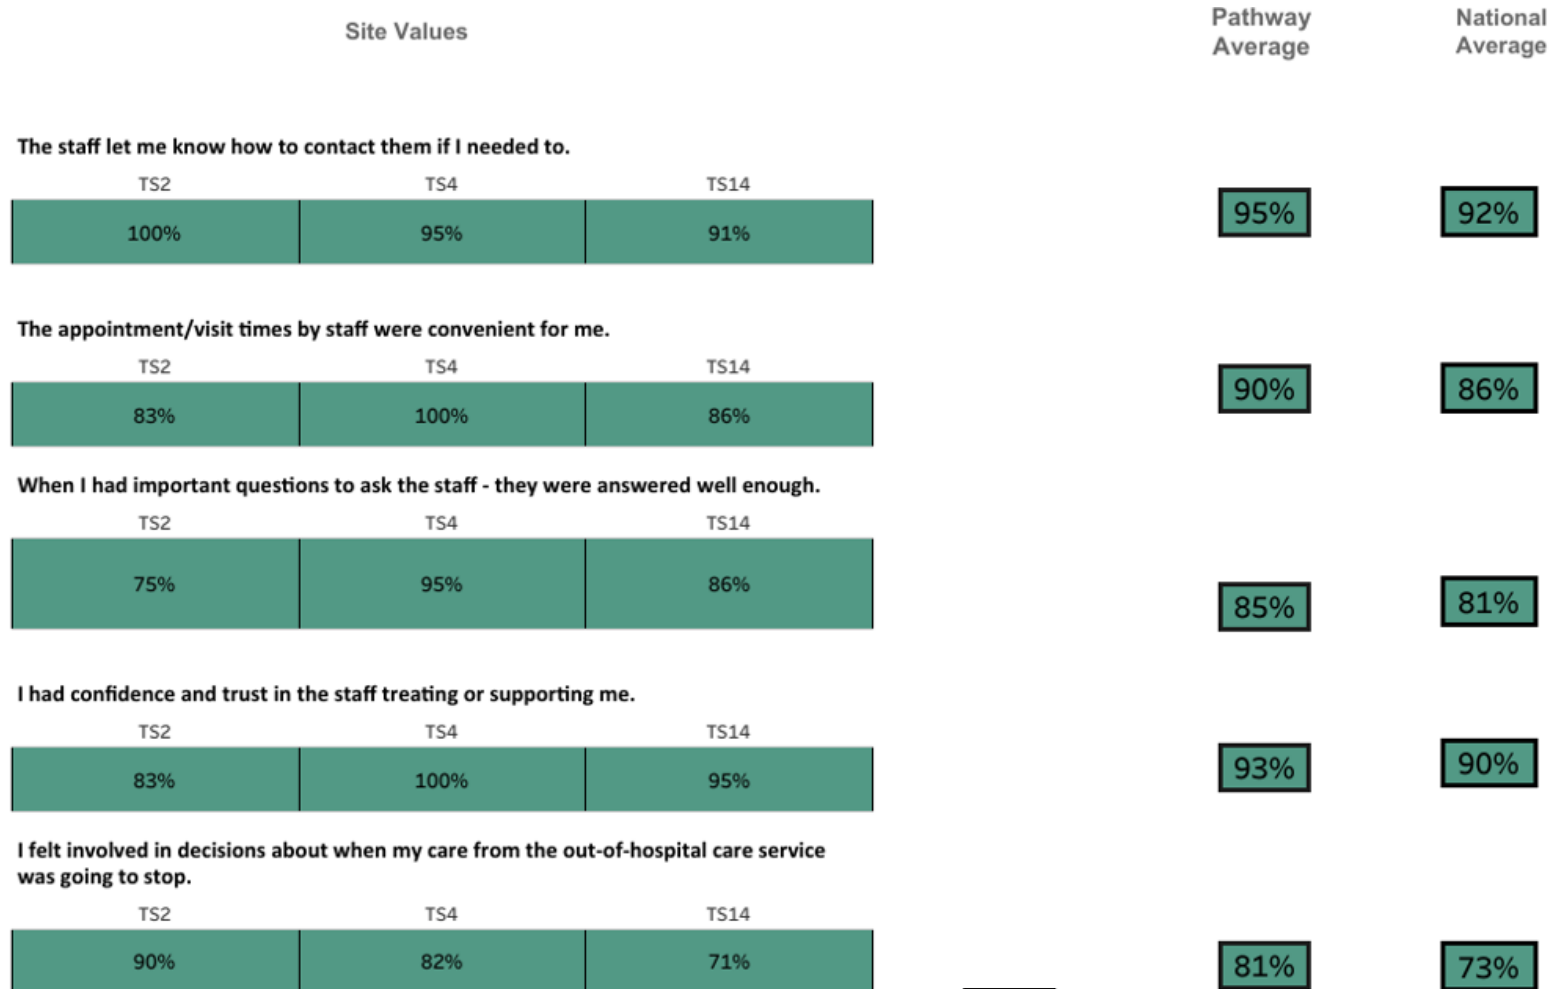 Site Values
Pathway
Average
National
Average
The staff let me know how to contact them if I needed to.
TS2 TS4 TS14
100% 95% 91% 95% 92%
The appointment/visit times by staff were convenient for me.
TS2 TS4 TS14
83% 100% 86% 90% 86%
When I had important questions to ask the staff - they were answered well enough.
TS2 TS4 TS14
75% 95% 86% 85% 81%
I had confidence and trust in the staff treating or supporting me.
TS2 TS4 TS14
83% 100% 95% 93% 90%
I felt involved in decisions about when my care from the out-of-hospital care service
was going to stop.
TS2 TS4 TS14
90% 82% 71% 81% 73%